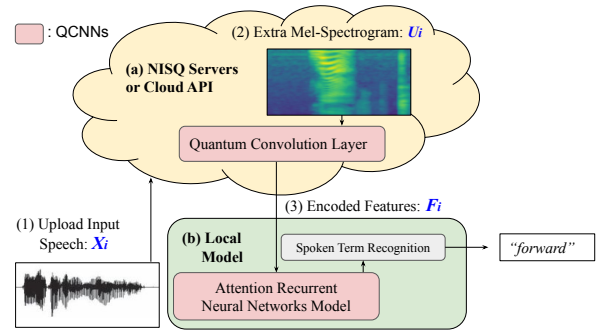 : QCNNs
(2) Extra Mel-Spectrogram: Ui
(a) NISQ Servers
or Cloud API
Quantum Convolution Layer
(1) Upload Input
Speech: Xi
(3) Encoded Features: Fi
(b) Local
Model
Spoken Term Recognition
"forward"
Attention Recurrent
Neural Networks Model